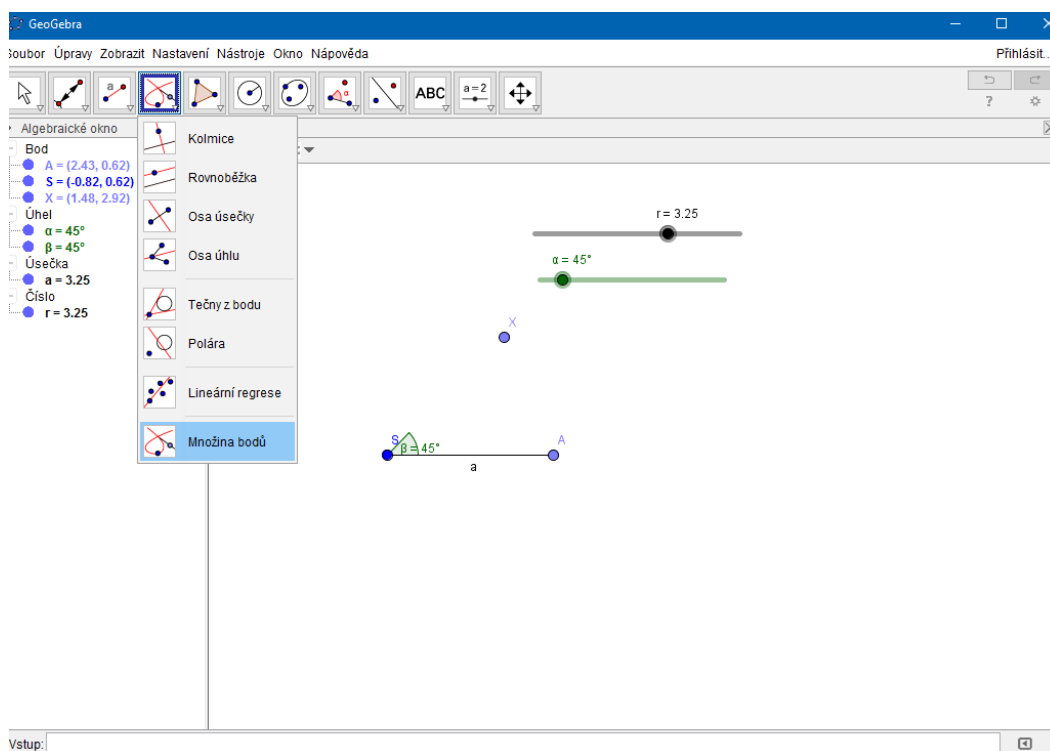 GeoGebra
Soubor Úpravy Zobrazit Nastavení Nástroje Okno Nápověda Přihlásit...
a α ABC a=2 ?
Algebraické okno
Bod
A = (2.43, 0.62)
S = (-0.82, 0.62)
X = (1.48, 2.92)
Úhel
α = 45°
β = 45°
Úsečka
a = 3.25
Číslo
r = 3.25
Kolmice
Rovnoběžka
Osa úsečky
Osa úhlu
Tečny z bodu
Polára
Lineární regrese
Množina bodů
r = 3.25
α = 45°
X
S A
β = 45°
a
Vstup: